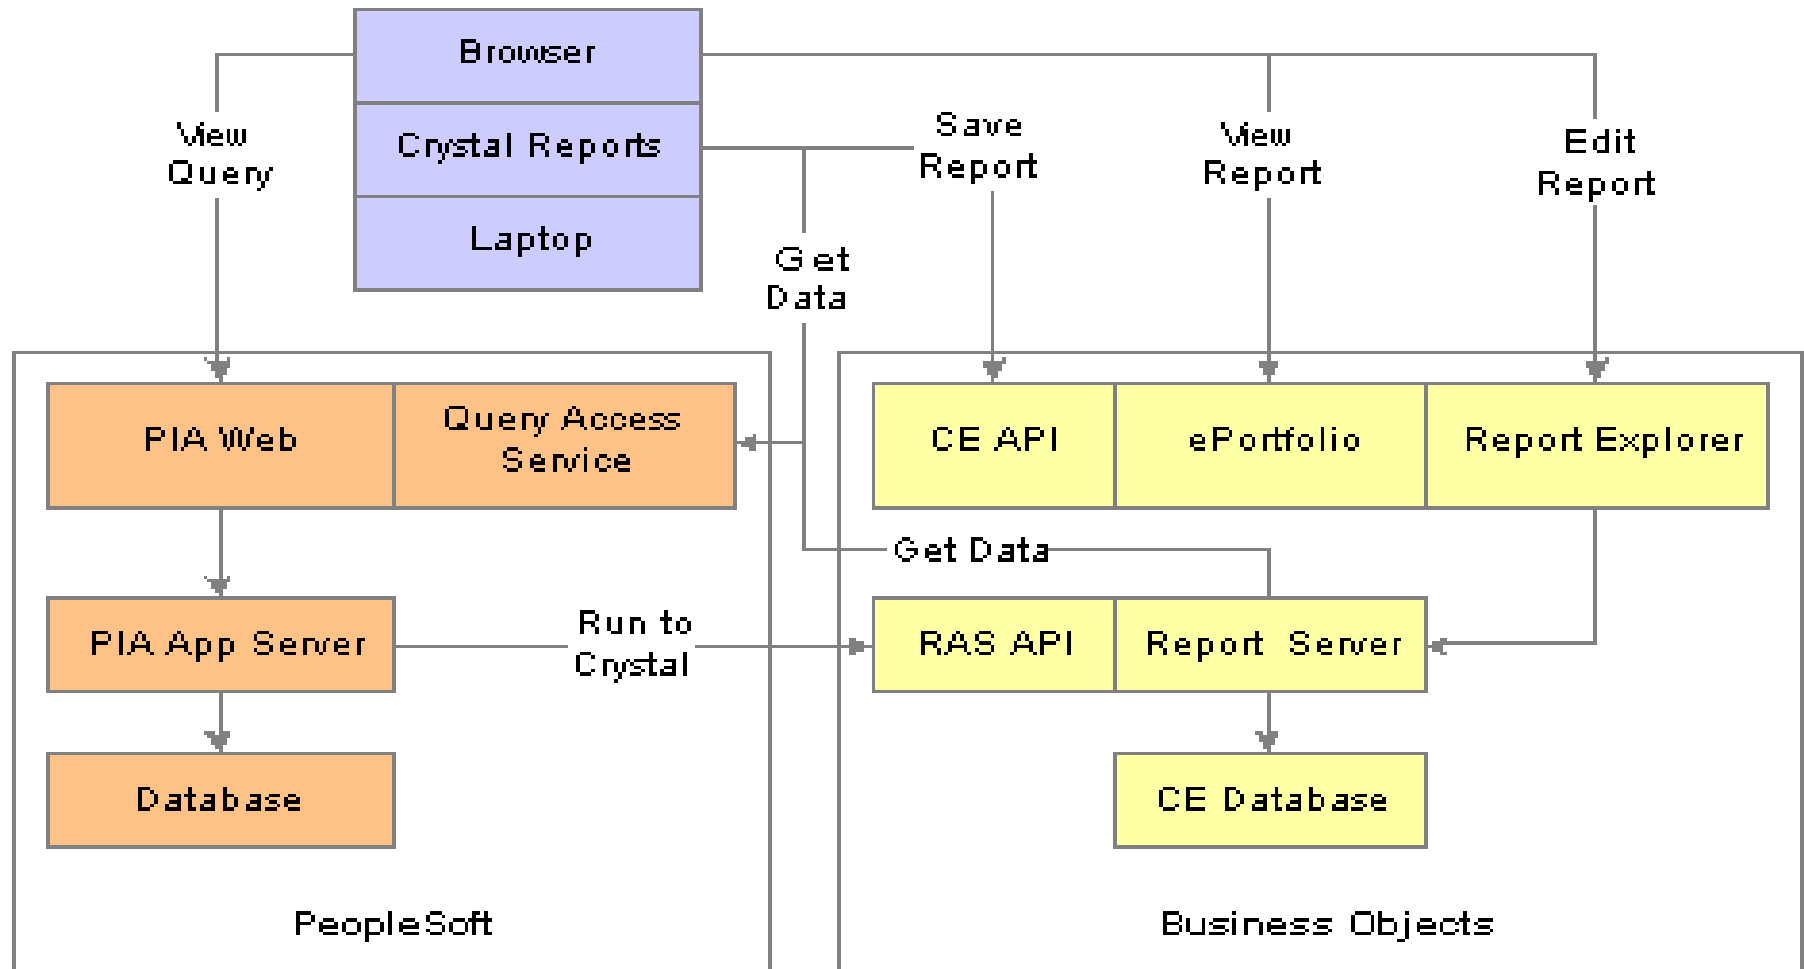 Browser
Crystal Reports
Laptop
View
Query
Save
Report
View
Report
Edit
Report
Get
Data
PIA Web
Query Access
Service
CE API
ePortfolio
Report Explorer
Get Data
PIA App Server
Run to
Crystal
RAS API
Report Server
Database
CE Database
PeopleSoft
Business Objects